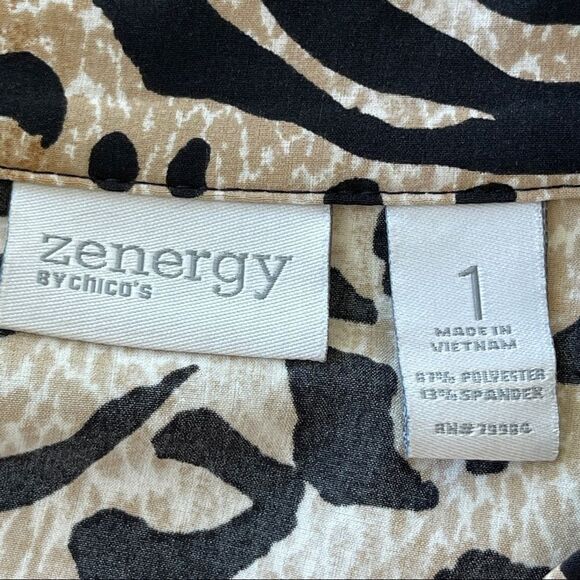 zenergy
BY CHICO'S
1
MADE IN
VIETNAM
87% POLYESTER
13% SPANDEX
RN# 79984